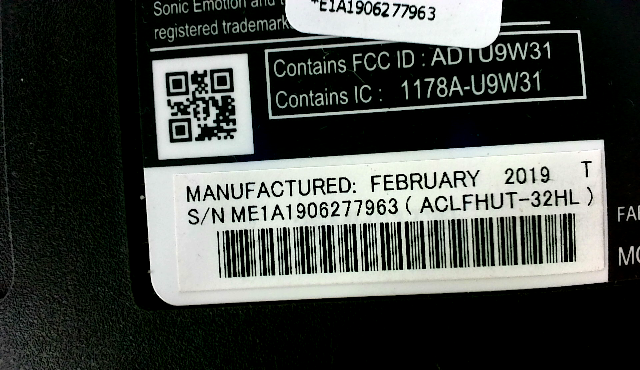 Sonic Emotion and
registered trademark
*E1A1906277963
Contains FCC ID : ADTU9W31
Contains IC : 1178A-U9W31
MANUFACTURED: FEBRUARY 2019 T
S/N ME1A1906277963 ( ACLFHUT-32HL )